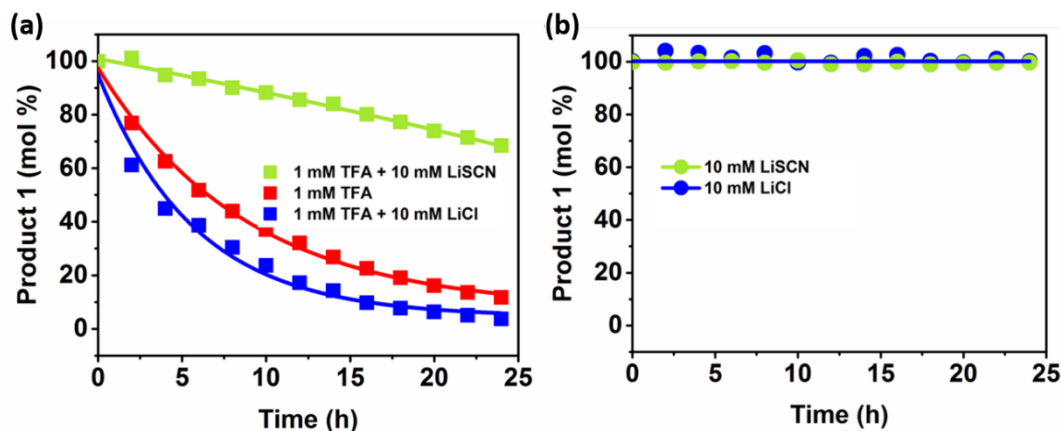 (a)
Product 1 (mol %)
100
80
60
40
20
0
1 mM TFA + 10 mM LiSCN
1 mM TFA
1 mM TFA + 10 mM LiCl
0 5 10 15 20 25
Time (h)
(b)
Product 1 (mol %)
100
80
60
40
20
0
10 mM LiSCN
10 mM LiCl
0 5 10 15 20 25
Time (h)